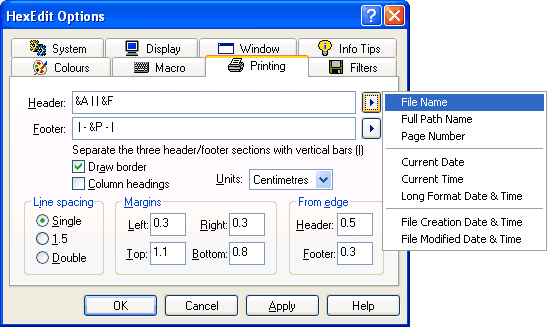 HexEdit Options
System Display Window Info Tips
Colours Macro Printing Filters
Header: &A | | &F
Footer: | - &P - |
Separate the three header/footer sections with vertical bars (|)
Draw border
Column headings
Units: Centimetres
Line spacing
Single
1.5
Double
Margins
Left: 0.3 Right: 0.3
Top: 1.1 Bottom: 0.8
From edge
Header: 0.5
Footer: 0.3
OK Cancel Apply Help
File Name
Full Path Name
Page Number
Current Date
Current Time
Long Format Date & Time
File Creation Date & Time
File Modified Date & Time